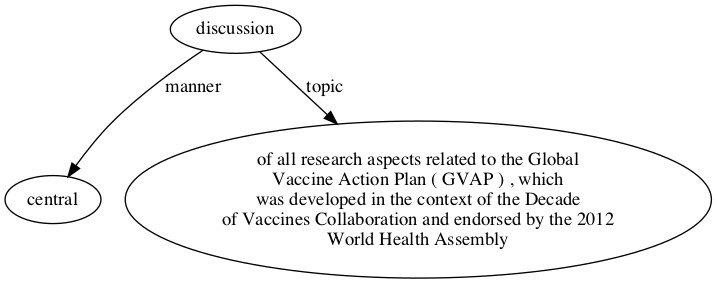 discussion
manner
topic
central
of all research aspects related to the Global
Vaccine Action Plan ( GVAP ) , which
was developed in the context of the Decade
of Vaccines Collaboration and endorsed by the 2012
World Health Assembly